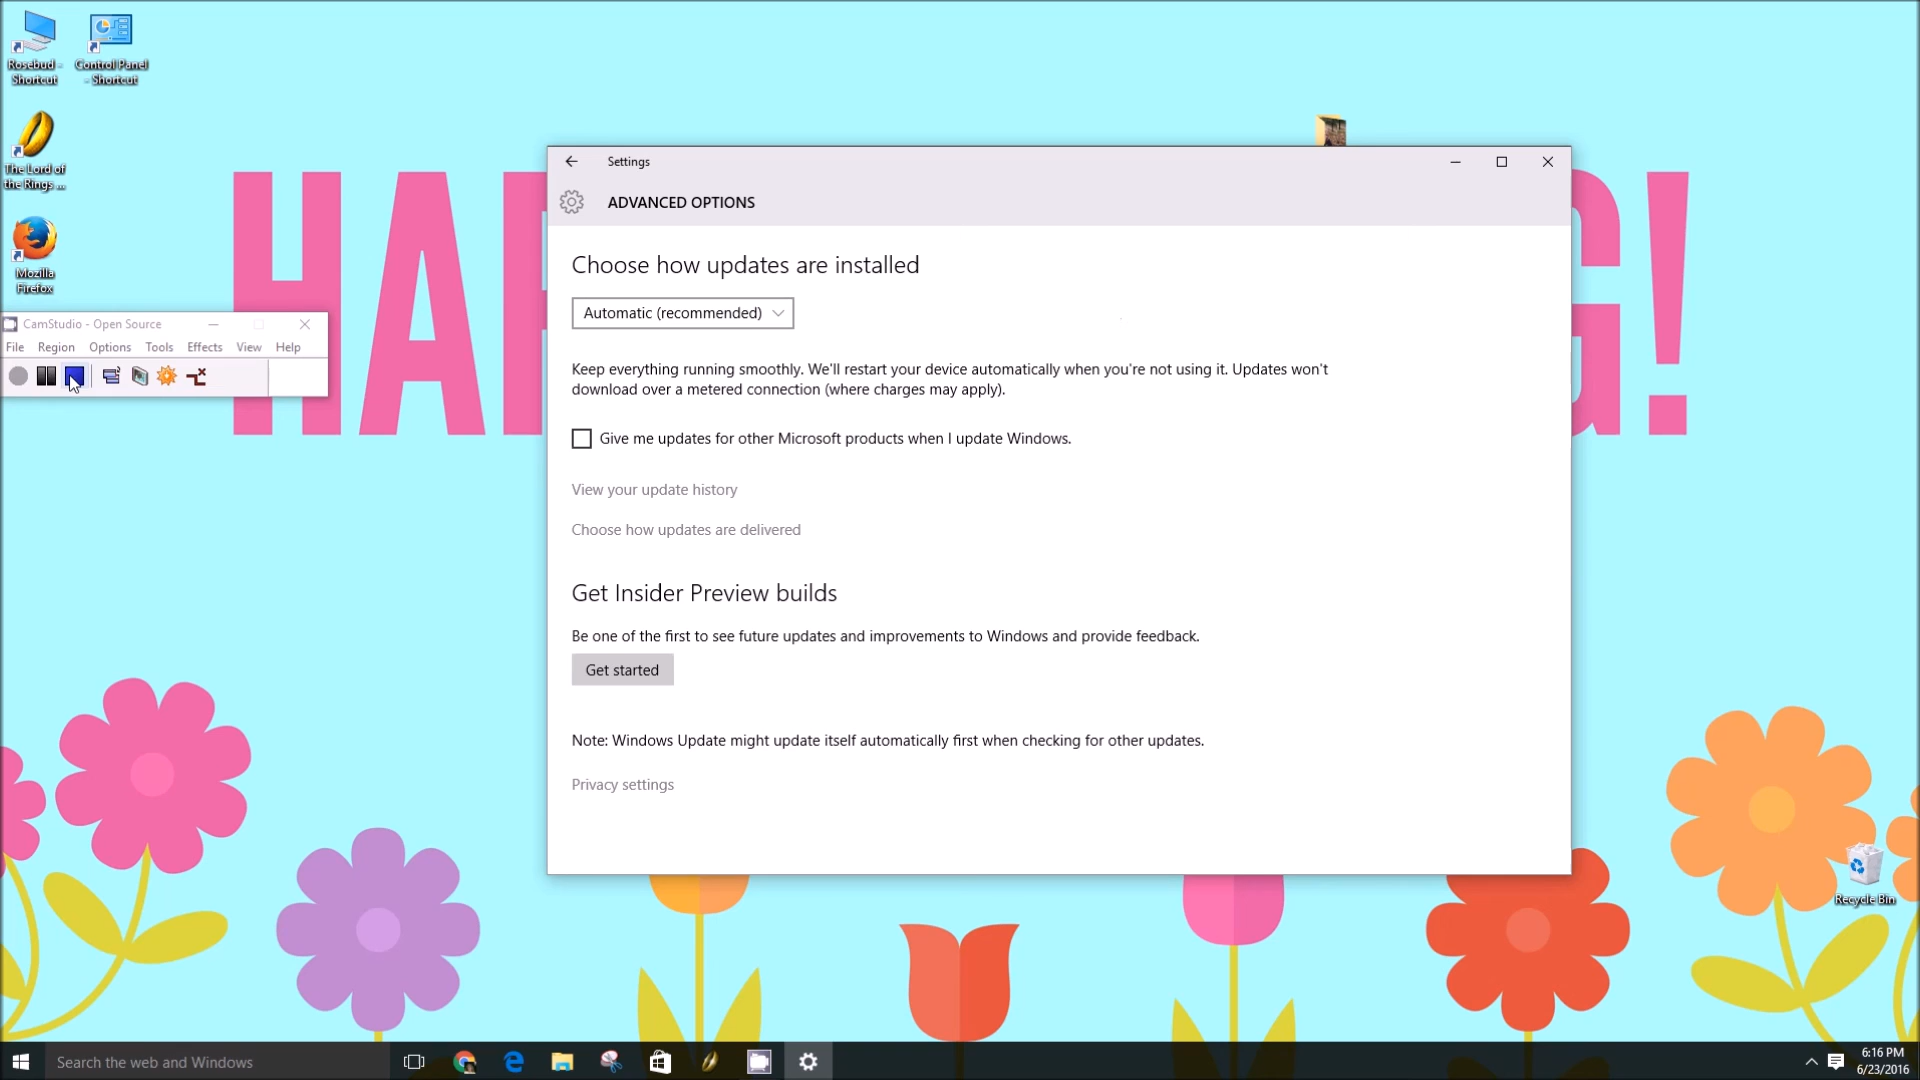 Rosebud -
Shortcut
Control Panel
- Shortcut
The Lord of
the Rings ...
Mozilla
Firefox
CamStudio - Open Source
File Region Options Tools Effects View Help
HAP
G!
Settings
ADVANCED OPTIONS
Choose how updates are installed
Automatic (recommended)
Keep everything running smoothly. We'll restart your device automatically when you're not using it. Updates won't
download over a metered connection (where charges may apply).
Give me updates for other Microsoft products when I update Windows.
View your update history
Choose how updates are delivered
Get Insider Preview builds
Be one of the first to see future updates and improvements to Windows and provide feedback.
Get started
Note: Windows Update might update itself automatically first when checking for other updates.
Privacy settings
Recycle Bin
Search the web and Windows
6:16 PM
6/23/2016